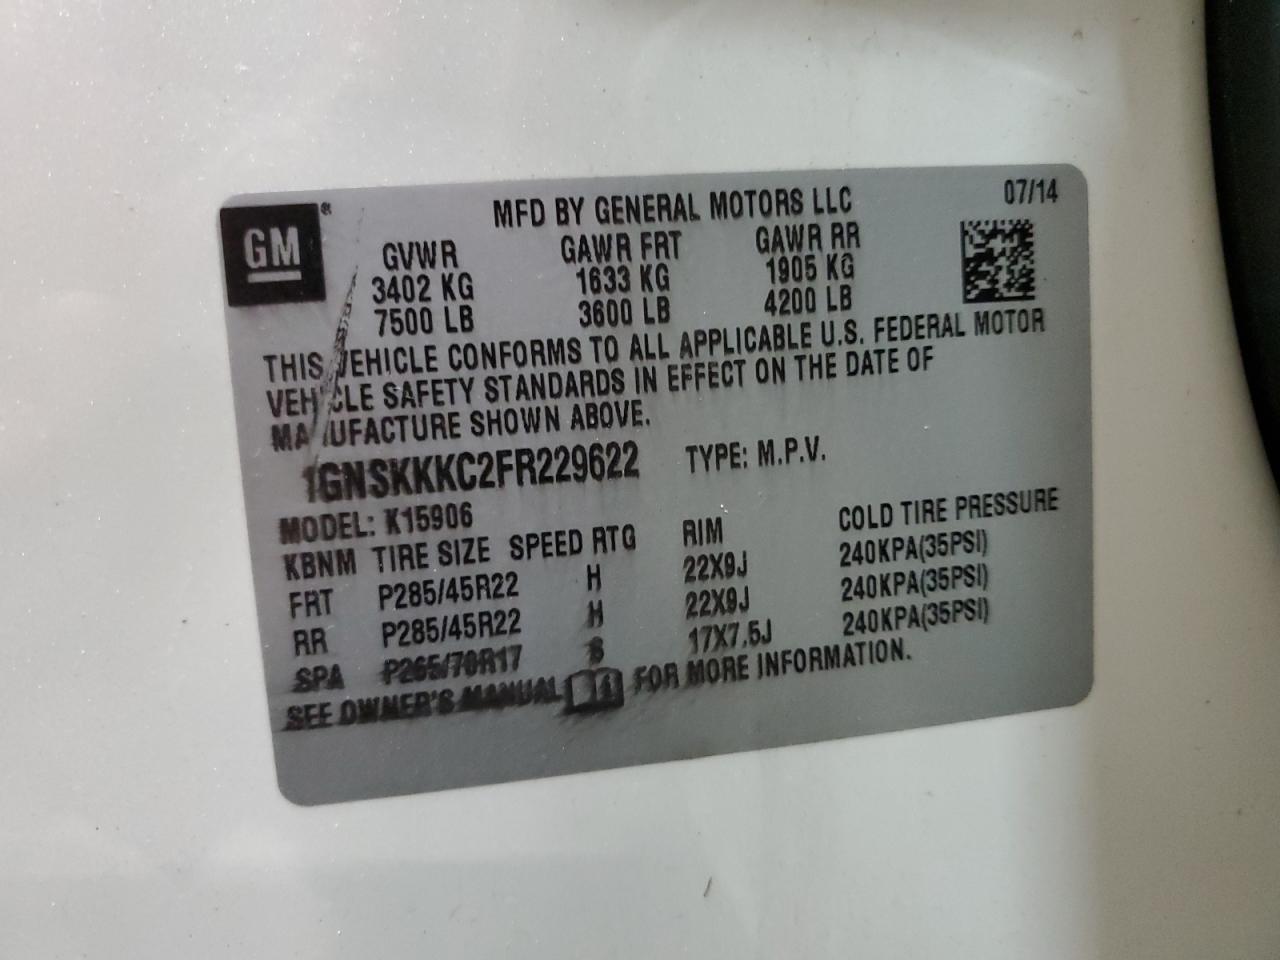 GM®
MFD BY GENERAL MOTORS LLC 07/14
GVWR GAWR FRT GAWR RR
3402 KG 1633 KG 1905 KG
7500 LB 3600 LB 4200 LB
THIS VEHICLE CONFORMS TO ALL APPLICABLE U.S. FEDERAL MOTOR
VEHICLE SAFETY STANDARDS IN EFFECT ON THE DATE OF
MANUFACTURE SHOWN ABOVE.
1GNSKKKC2FR229622 TYPE: M.P.V.
MODEL: K15906
KBNM TIRE SIZE SPEED RTG RIM COLD TIRE PRESSURE
FRT P285/45R22 H 22X9J 240KPA(35PSI)
RR P285/45R22 H 22X9J 240KPA(35PSI)
SPA P265/70R17 S 17X7.5J 240KPA(35PSI)
SEE OWNER'S MANUAL FOR MORE INFORMATION.